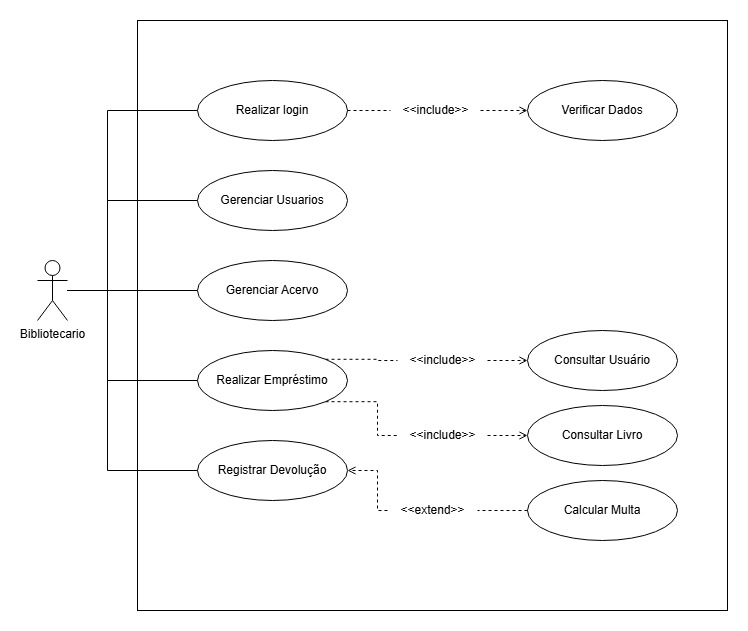 Realizar login
<<include>>
Verificar Dados
Gerenciar Usuarios
Gerenciar Acervo
Bibliotecario
Realizar Empréstimo
<<include>>
Consultar Usuário
<<include>>
Consultar Livro
Registrar Devolução
<<extend>>
Calcular Multa